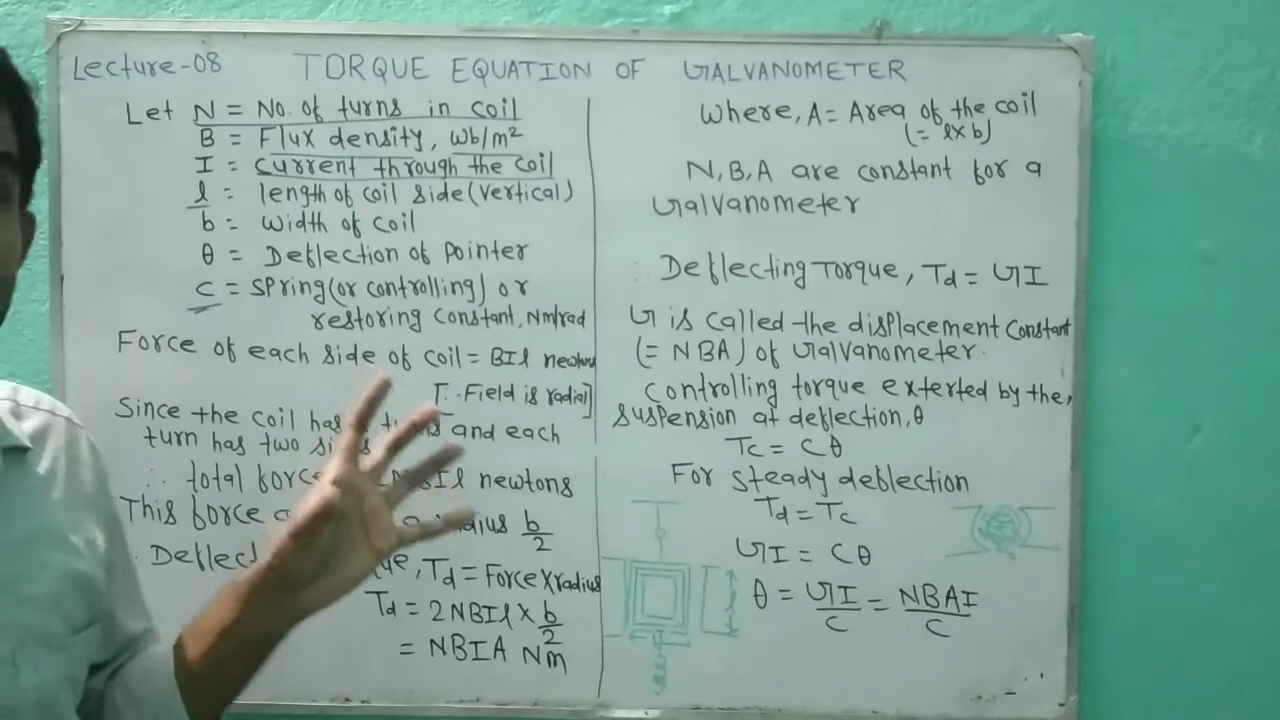 Lecture-08 TORQUE EQUATION OF GALVANOMETER
Let N = No. of turns in coil
B = Flux density, wb/m²
I = current through the coil
l = length of coil side (vertical)
b = Width of coil
θ = Deflection of pointer
C = spring (or controlling) or
restoring constant, Nm/rad
Force of each side of coil = BIl newtons
[∵ Field is radial]
Since the coil has and each
turn has two
∴ total force NBIl newtons
This force radius b/2
∴ Deflect , Td = Force x radius
Td = 2NBIl x b/2
= NBIA Nm
Where, A = Area of the coil
(= l x b)
N, B, A are constant for a
Galvanometer
Deflecting Torque, Td = GI
G is called the displacement constant
(= NBA) of Galvanometer.
controlling torque exterted by the,
suspension at deflection, θ
Tc = Cθ
For steady deflection
Td = Tc
GI = Cθ
θ = GI/C = NBAI/C